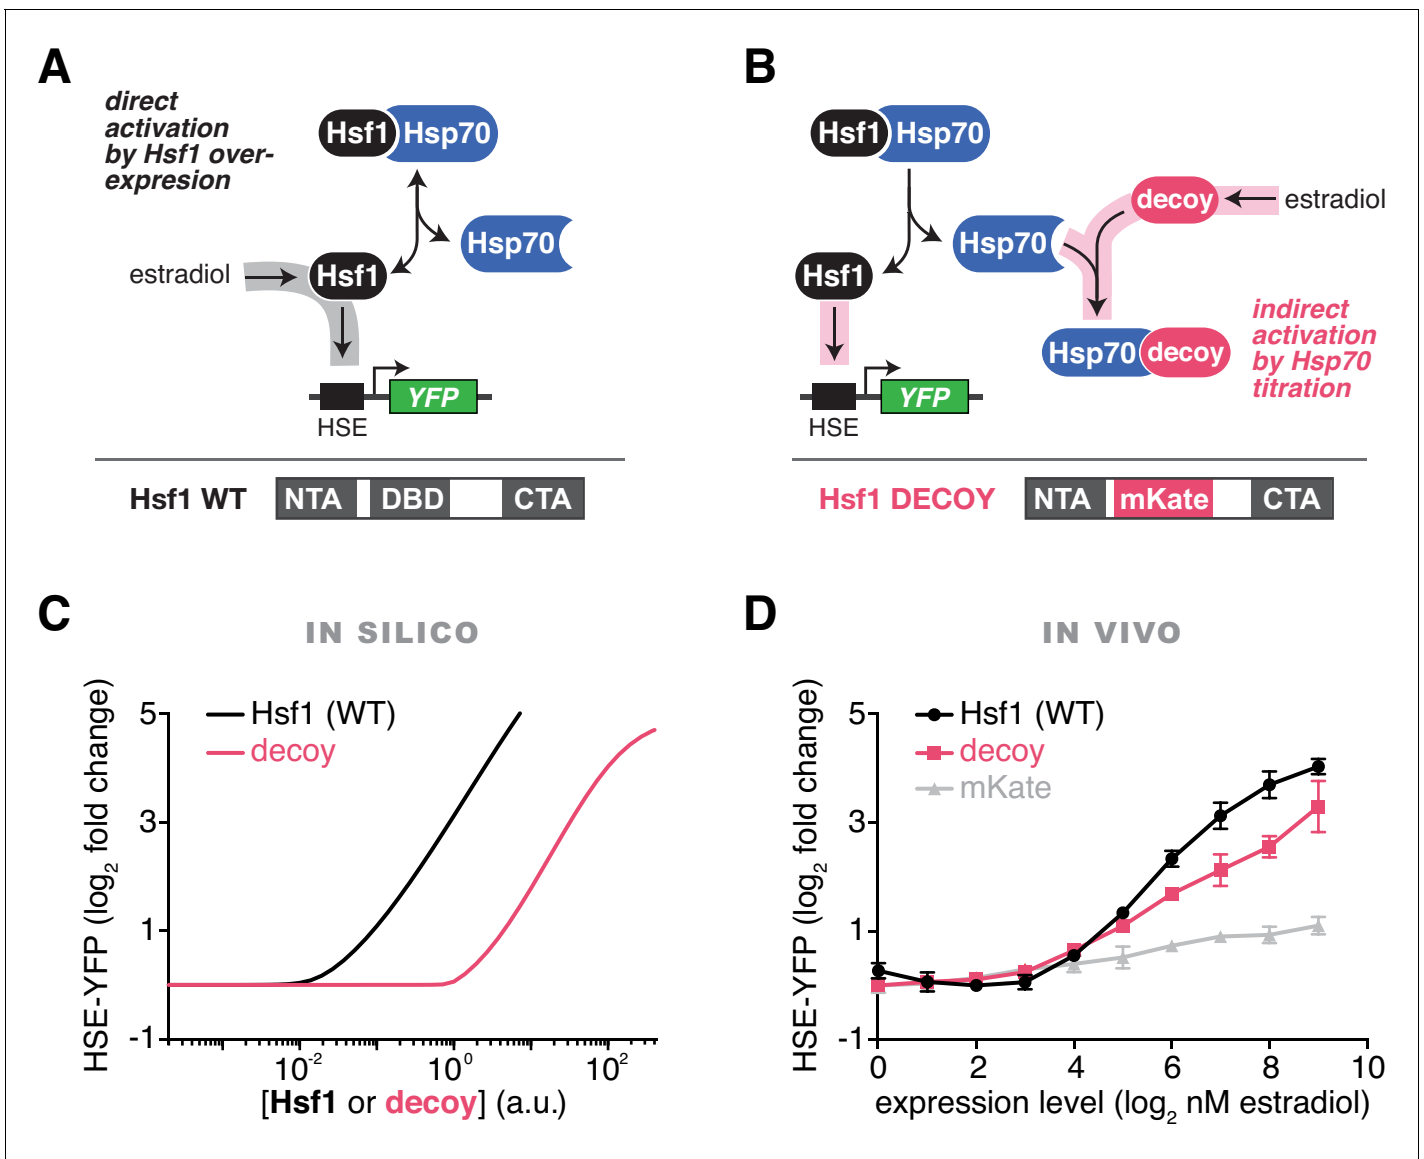 A
direct
activation
by Hsf1 over-
expresion
Hsf1 Hsp70
Hsp70
estradiol
Hsf1
YFP
HSE
Hsf1 WT
NTA DBD CTA
B
Hsf1 Hsp70
decoy
estradiol
Hsp70
Hsf1
Hsp70 decoy
indirect
activation
by Hsp70
titration
YFP
HSE
Hsf1 DECOY
NTA mKate CTA
C
IN SILICO
HSE-YFP (log2 fold change)
5
3
1
-1
Hsf1 (WT)
decoy
10-2
100
102
[Hsf1 or decoy] (a.u.)
D
IN VIVO
HSE-YFP (log2 fold change)
5
3
1
-1
Hsf1 (WT)
decoy
mKate
0 2 4 6 8 10
expression level (log2 nM estradiol)